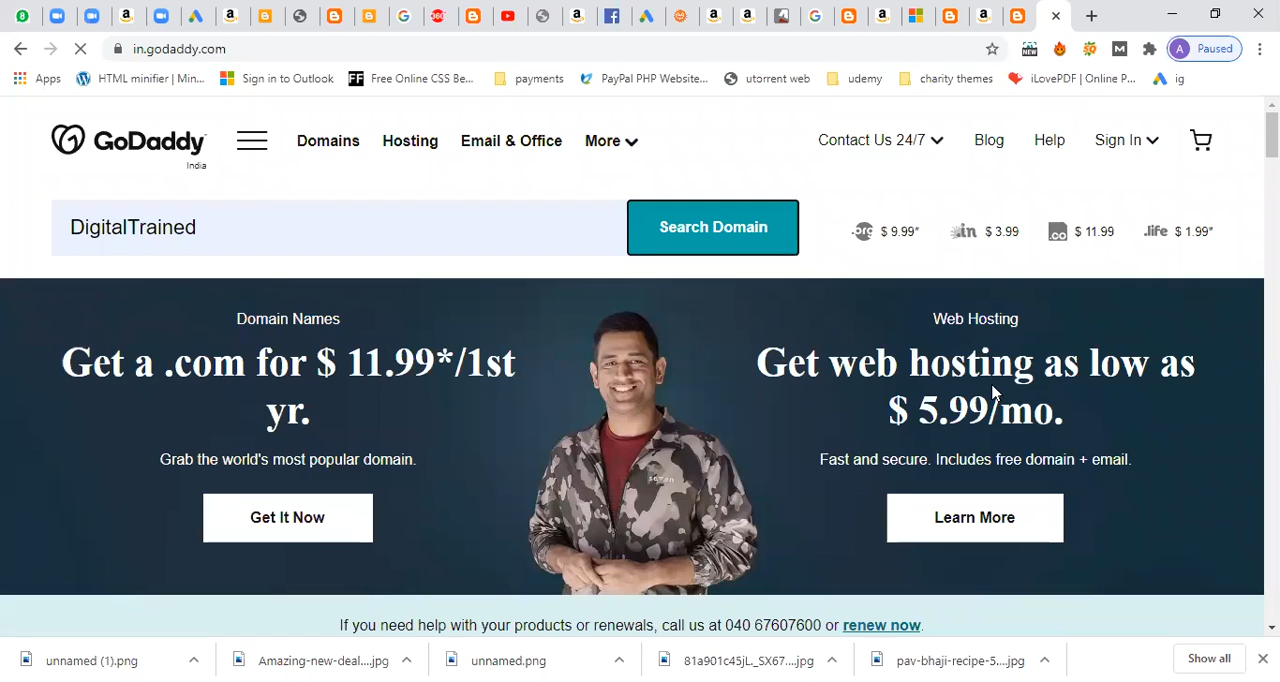 in.godaddy.com
A Paused
Apps
HTML minifier | Min...
Sign in to Outlook
FF Free Online CSS Be...
payments
PayPal PHP Website...
utorrent web
udemy
charity themes
iLovePDF | Online P...
ig
GoDaddy
India
Domains
Hosting
Email & Office
More
Contact Us 24/7
Blog
Help
Sign In
DigitalTrained
Search Domain
.org $ 9.99*
.in $ 3.99
.co $ 11.99
.life $ 1.99*
Domain Names
Get a .com for $ 11.99*/1st
yr.
Grab the world's most popular domain.
Get It Now
seven
Web Hosting
Get web hosting as low as
$ 5.99/mo.
Fast and secure. Includes free domain + email.
Learn More
If you need help with your products or renewals, call us at 040 67607600 or renew now.
unnamed (1).png
Amazing-new-deal....jpg
unnamed.png
81a901c45jL._SX67....jpg
pav-bhaji-recipe-5....jpg
Show all